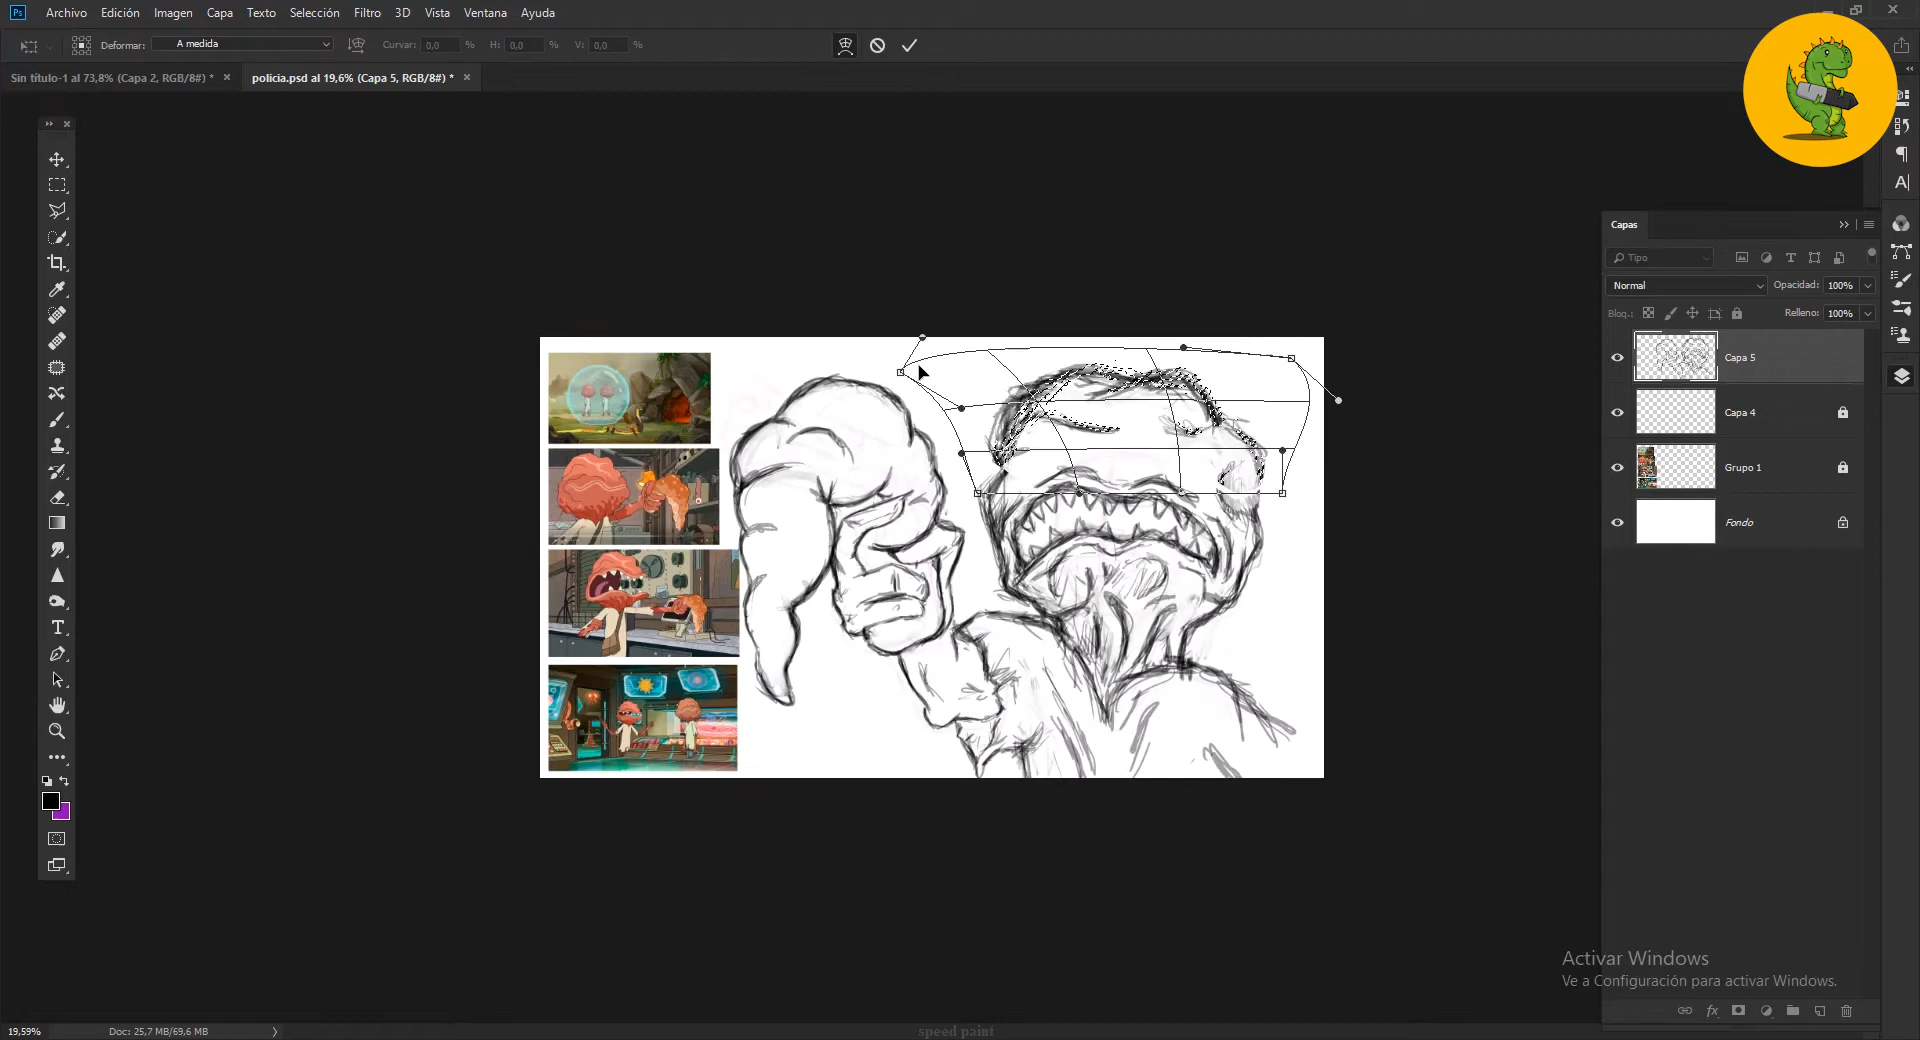 Ps Archivo Edición Imagen Capa Texto Selección Filtro 3D Vista Ventana Ayuda
Deformar: A medida Curvar: 0,0 % H: 0,0 % V: 0,0 %
Sin título-1 al 73,8% (Capa 2, RGB/8#) * × policia.psd al 19,6% (Capa 5, RGB/8#) * ×
Capas
Tipo
Normal Opacidad: 100%
Bloq.: Relleno: 100%
Capa 5
Capa 4
Grupo 1
Fondo
Activar Windows
Ve a Configuración para activar Windows.
19,59% Doc: 25,7 MB/69,6 MB
speed paint